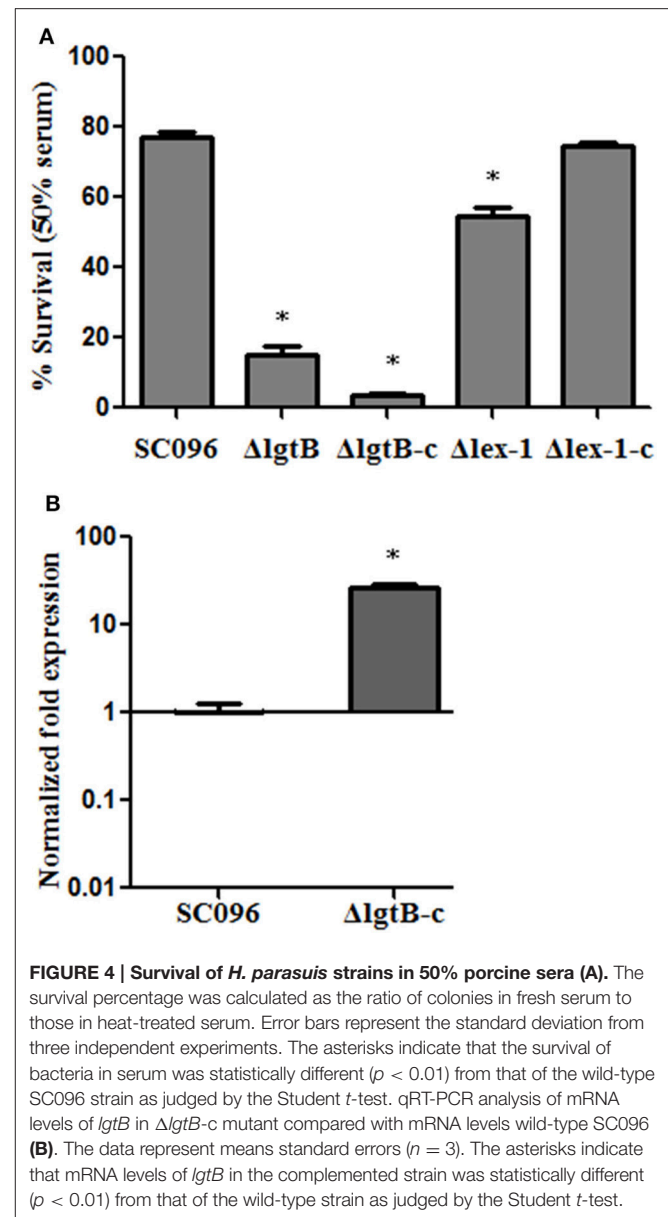 A
100
80
60
40
20
0
% Survival (50% serum)
*
*
*
SC096 ΔlgtB ΔlgtB-c Δlex-1 Δlex-1-c
B
100
10
1
0.1
0.01
Normalized fold expression
*
SC096 ΔlgtB-c
FIGURE 4 | Survival of H. parasuis strains in 50% porcine sera (A). The
survival percentage was calculated as the ratio of colonies in fresh serum to
those in heat-treated serum. Error bars represent the standard deviation from
three independent experiments. The asterisks indicate that the survival of
bacteria in serum was statistically different (p < 0.01) from that of the wild-type
SC096 strain as judged by the Student t-test. qRT-PCR analysis of mRNA
levels of lgtB in ΔlgtB-c mutant compared with mRNA levels wild-type SC096
(B). The data represent means standard errors (n = 3). The asterisks indicate
that mRNA levels of lgtB in the complemented strain was statistically different
(p < 0.01) from that of the wild-type strain as judged by the Student t-test.